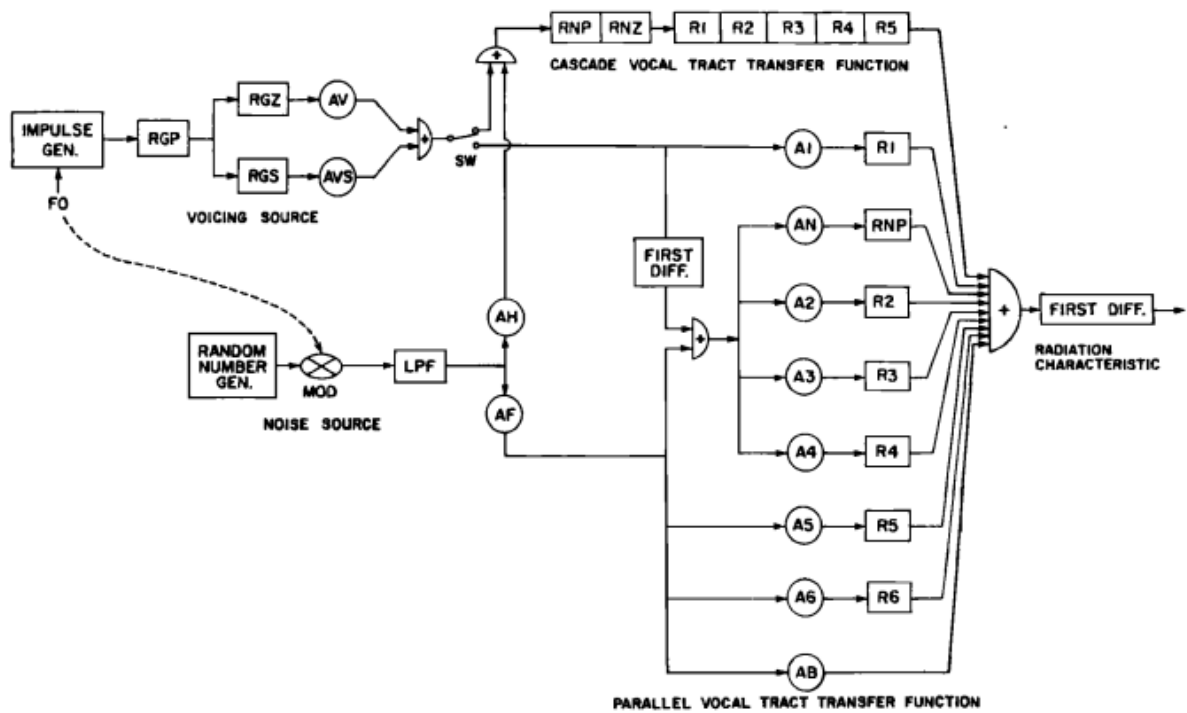 RNP RNZ R1 R2 R3 R4 R5
CASCADE VOCAL TRACT TRANSFER FUNCTION
+
IMPULSE
GEN.
RGP
RGZ
AV
RGS
AVS
+
SW
F0
VOICING SOURCE
A1
R1
FIRST
DIFF.
AN
RNP
A2
R2
+
A3
R3
A4
R4
A5
R5
A6
R6
AB
+
FIRST DIFF.
RADIATION
CHARACTERISTIC
RANDOM
NUMBER
GEN.
MOD
LPF
AH
AF
NOISE SOURCE
PARALLEL VOCAL TRACT TRANSFER FUNCTION